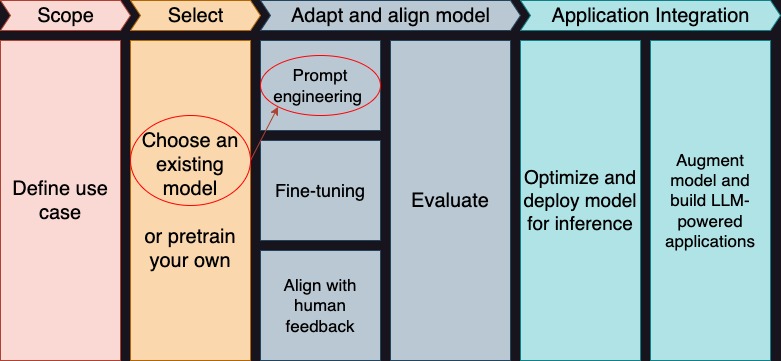 Scope
Select
Adapt and align model
Application Integration
Define use
case
Choose an
existing
model
or pretrain
your own
Prompt
engineering
Fine-tuning
Align with
human
feedback
Evaluate
Optimize and
deploy model
for inference
Augment
model and
build LLM-
powered
applications